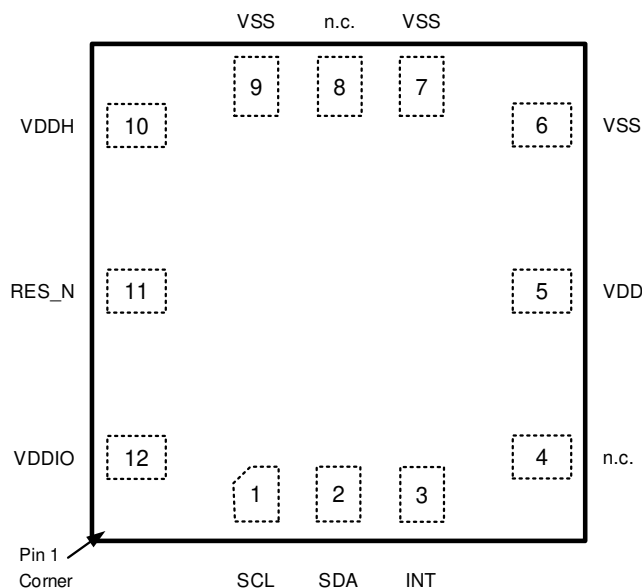 VSS n.c. VSS
9 8 7
VDDH 10 6 VSS
RES_N 11 5 VDD
VDDIO 12 4 n.c.
1 2 3
Pin 1
Corner
SCL SDA INT